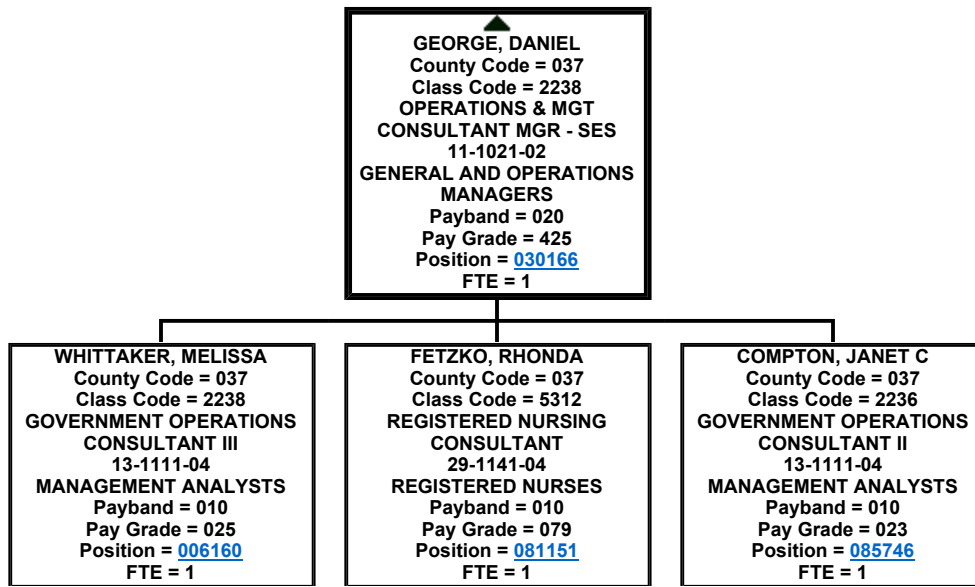 GEORGE, DANIEL
County Code = 037
Class Code = 2238
OPERATIONS & MGT
CONSULTANT MGR - SES
11-1021-02
GENERAL AND OPERATIONS
MANAGERS
Payband = 020
Pay Grade = 425
Position = 030166
FTE = 1
WHITTAKER, MELISSA
County Code = 037
Class Code = 2238
GOVERNMENT OPERATIONS
CONSULTANT III
13-1111-04
MANAGEMENT ANALYSTS
Payband = 010
Pay Grade = 025
Position = 006160
FTE = 1
FETZKO, RHONDA
County Code = 037
Class Code = 5312
REGISTERED NURSING
CONSULTANT
29-1141-04
REGISTERED NURSES
Payband = 010
Pay Grade = 079
Position = 081151
FTE = 1
COMPTON, JANET C
County Code = 037
Class Code = 2236
GOVERNMENT OPERATIONS
CONSULTANT II
13-1111-04
MANAGEMENT ANALYSTS
Payband = 010
Pay Grade = 023
Position = 085746
FTE = 1